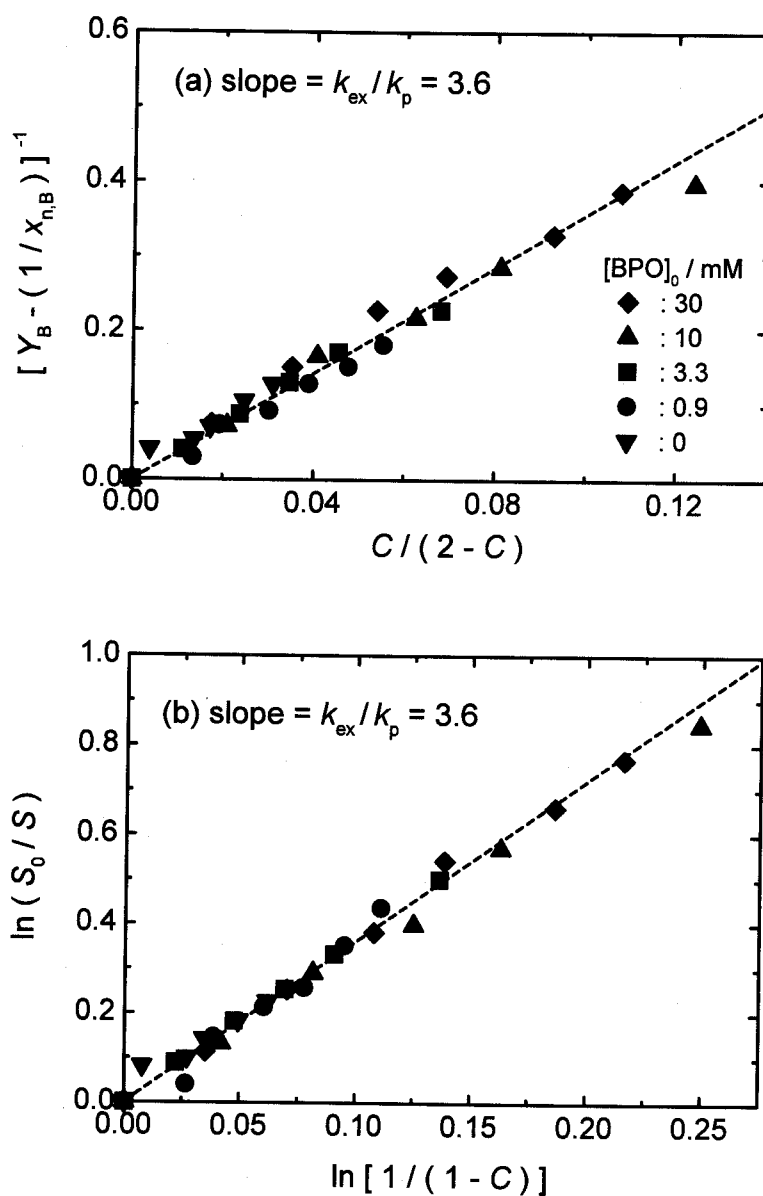 0.6
(a) slope = k_ex / k_p = 3.6
[ Y_B - ( 1 / x_n,B ) ]⁻¹
0.4
[BPO]₀ / mM
◆ : 30
▲ : 10
■ : 3.3
● : 0.9
▼ : 0
0.2
0.0
0.00 0.04 0.08 0.12
C / ( 2 - C )
1.0
(b) slope = k_ex / k_p = 3.6
0.8
0.6
ln ( S₀ / S )
0.4
0.2
0.0
0.00 0.05 0.10 0.15 0.20 0.25
ln [ 1 / ( 1 - C ) ]